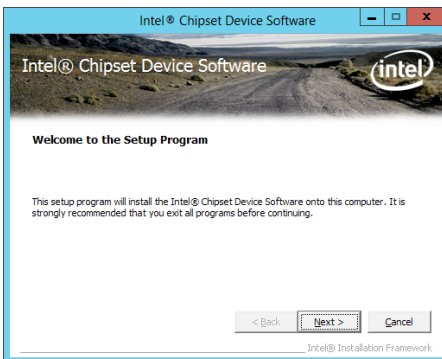 Intel® Chipset Device Software
Intel® Chipset Device Software
intel
Welcome to the Setup Program
This setup program will install the Intel® Chipset Device Software onto this computer. It is
strongly recommended that you exit all programs before continuing.
< Back Next > Cancel
Intel® Installation Framework